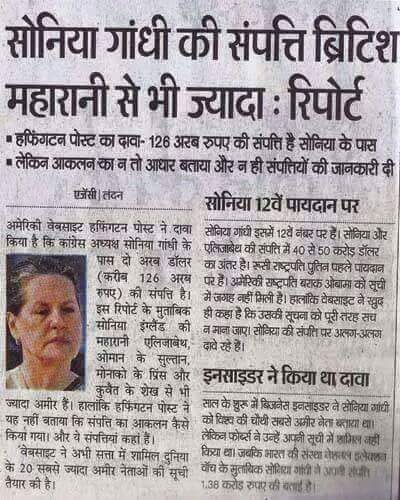 सोनिया गांधी की संपत्ति ब्रिटिश
महारानी से भी ज्यादा : रिपोर्ट
▪ हफिंगटन पोस्ट का दावा- 126 अरब रुपए की संपत्ति है सोनिया के पास
▪ लेकिन आकलन का न तो आधार बताया और न ही संपत्तियों की जानकारी दी
एजेंसी | लंदन
अमेरिकी वेबसाइट हफिंगटन पोस्ट ने दावा
किया है कि कांग्रेस अध्यक्ष सोनिया गांधी के
पास दो अरब डॉलर
(करीब 126 अरब
रुपए) की संपत्ति है।
इस रिपोर्ट के मुताबिक
सोनिया इंग्लैंड की
महारानी एलिजाबेथ,
ओमान के सुल्तान,
मोनाको के प्रिंस और
कुवैत के शेख से भी
ज्यादा अमीर हैं। हालांकि हफिंगटन पोस्ट ने
यह नहीं बताया कि संपत्ति का आकलन कैसे
किया गया। और ये संपत्तियां कहां हैं।
वेबसाइट ने अभी सत्ता में शामिल दुनिया
के 20 सबसे ज्यादा अमीर नेताओं की सूची
तैयार की है।
सोनिया 12वें पायदान पर
सोनिया गांधी इसमें 12वें नंबर पर हैं। सोनिया और
एलिजाबेथ की संपत्ति में 40 से 50 करोड़ डॉलर
का अंतर है। रूसी राष्ट्रपति पुतिन पहले पायदान
पर हैं। अमेरिकी राष्ट्रपति बराक ओबामा को सूची
में जगह नहीं मिली है। हालांकि वेबसाइट ने खुद
ही कहा है कि उसकी सूचना को पूरी तरह सच
न माना जाए। सोनिया की संपत्ति पर अलग-अलग
दावे रहे हैं।
इनसाइडर ने किया था दावा
साल के शुरू में बिजनेस इनसाइडर ने सोनिया गांधी
को विश्व की चौथी सबसे अमीर नेता बताया था।
लेकिन फोर्ब्स ने उन्हें अपनी सूची में शामिल नहीं
किया था। जबकि भारत की संस्था नेशनल इलेक्शन
वॉच के मुताबिक सोनिया गांधी ने अपनी संपत्ति
1.38 करोड़ रुपए की बताई है।